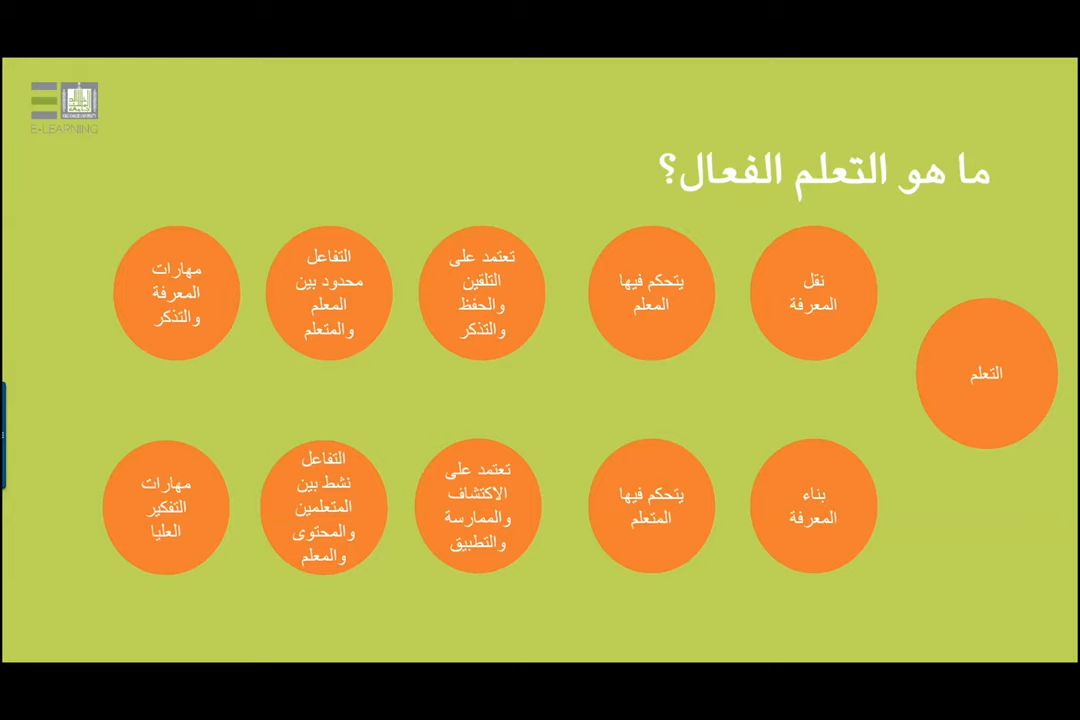 E-LEARNING
ما هو التعلم الفعال؟
التعلم
نقل
المعرفة
يتحكم فيها
المعلم
تعتمد على
التلقين
والحفظ
والتذكر
التفاعل
محدود بين
المعلم
والمتعلم
مهارات
المعرفة
والتذكر
بناء
المعرفة
يتحكم فيها
المتعلم
تعتمد على
الاكتشاف
والممارسة
والتطبيق
التفاعل
نشط بين
المتعلمين
والمحتوى
والمعلم
مهارات
التفكير
العليا